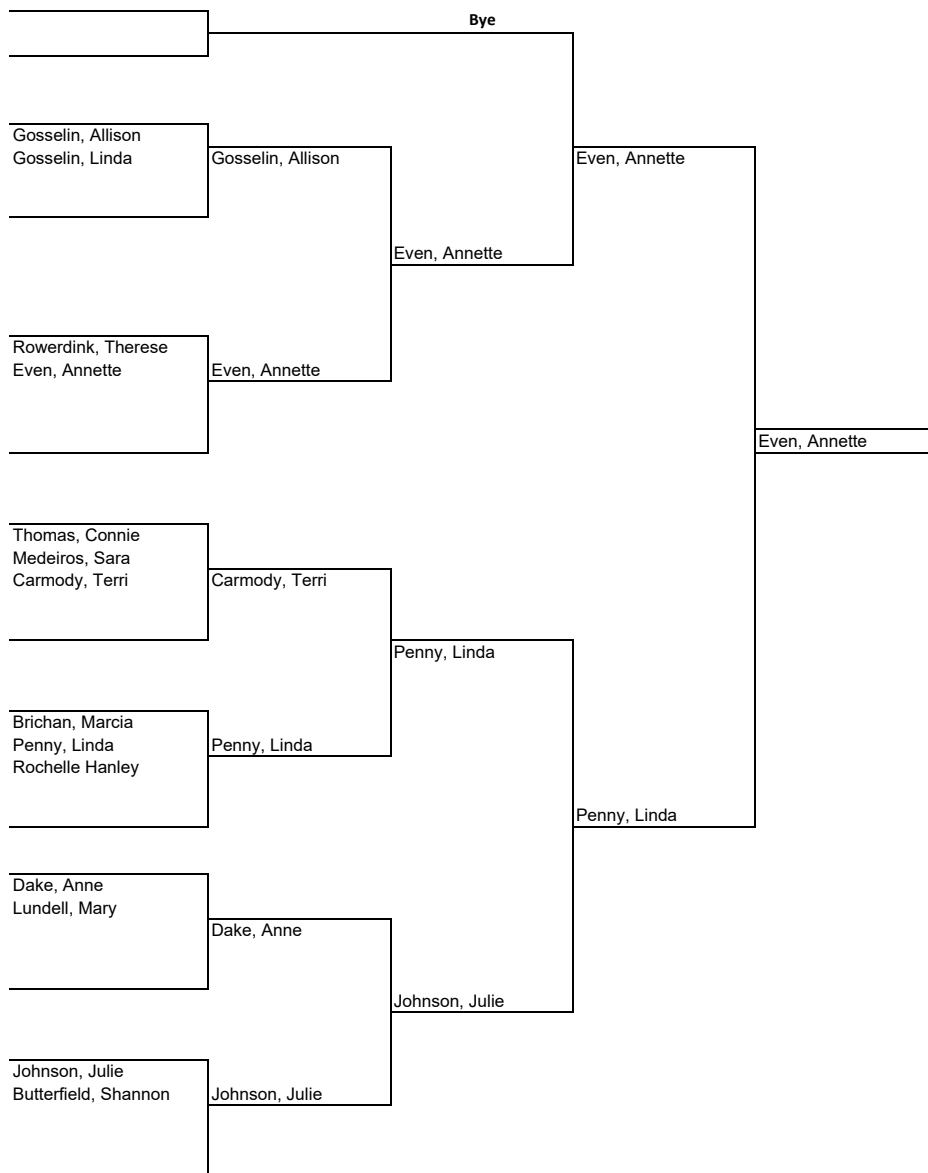 Bye
Gosselin, Allison
Gosselin, Linda
Gosselin, Allison
Even, Annette
Even, Annette
Rowerdink, Therese
Even, Annette
Even, Annette
Even, Annette
Thomas, Connie
Medeiros, Sara
Carmody, Terri
Carmody, Terri
Penny, Linda
Brichan, Marcia
Penny, Linda
Rochelle Hanley
Penny, Linda
Penny, Linda
Dake, Anne
Lundell, Mary
Dake, Anne
Johnson, Julie
Johnson, Julie
Butterfield, Shannon
Johnson, Julie